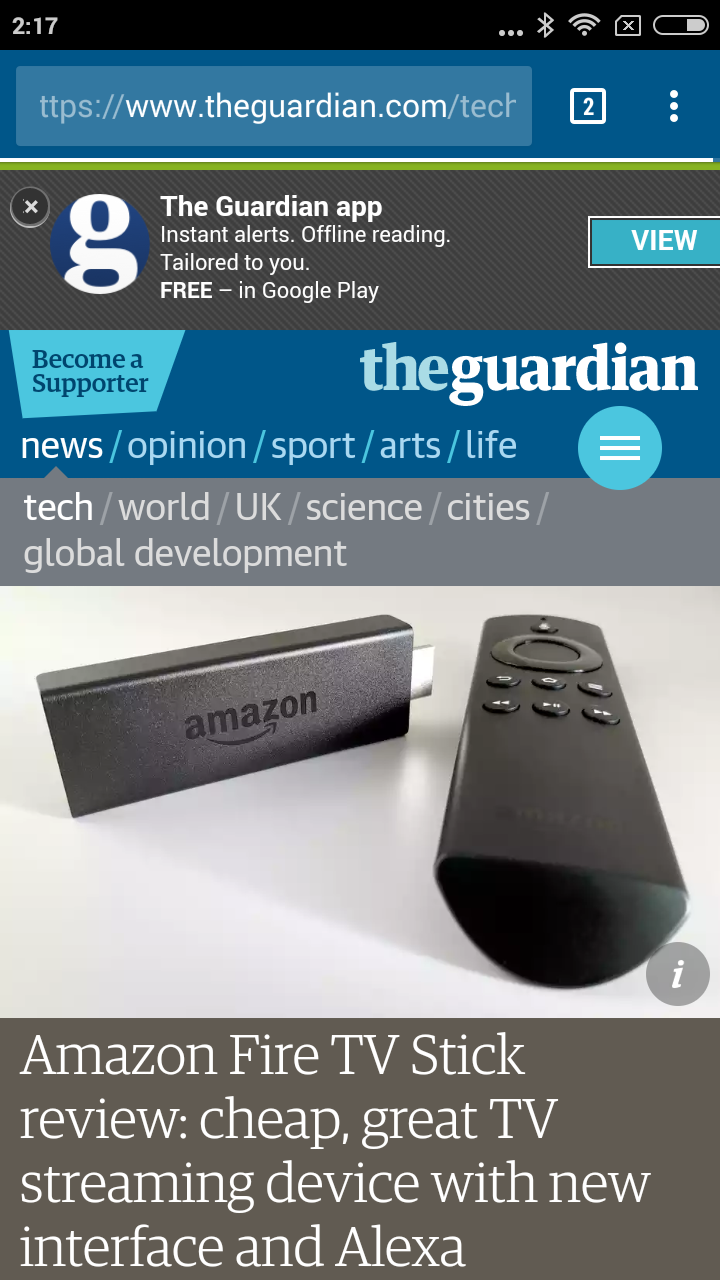 2:17
ttps://www.theguardian.com/tech
2
The Guardian app
Instant alerts. Offline reading.
Tailored to you.
FREE – in Google Play
VIEW
g
Become a
Supporter
theguardian
news / opinion / sport / arts / life
tech / world / UK / science / cities /
global development
amazon
i
Amazon Fire TV Stick
review: cheap, great TV
streaming device with new
interface and Alexa